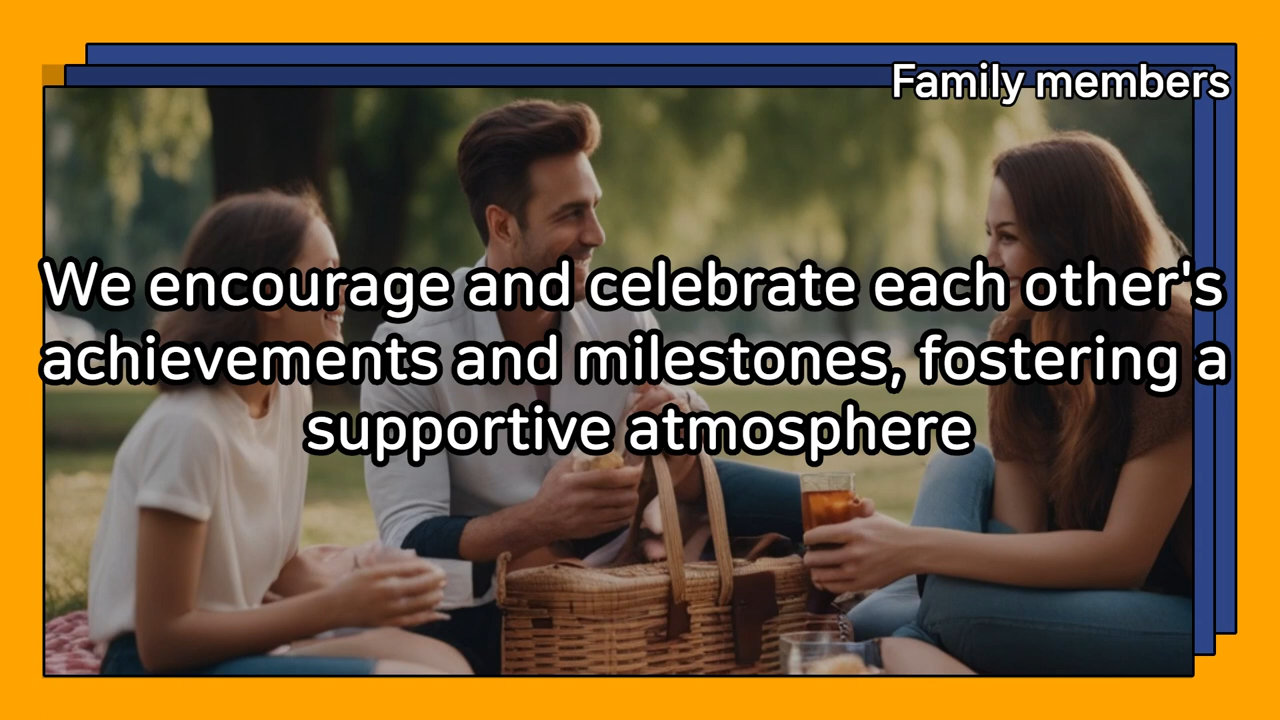 Family members
We encourage and celebrate each other's
achievements and milestones, fostering a
supportive atmosphere